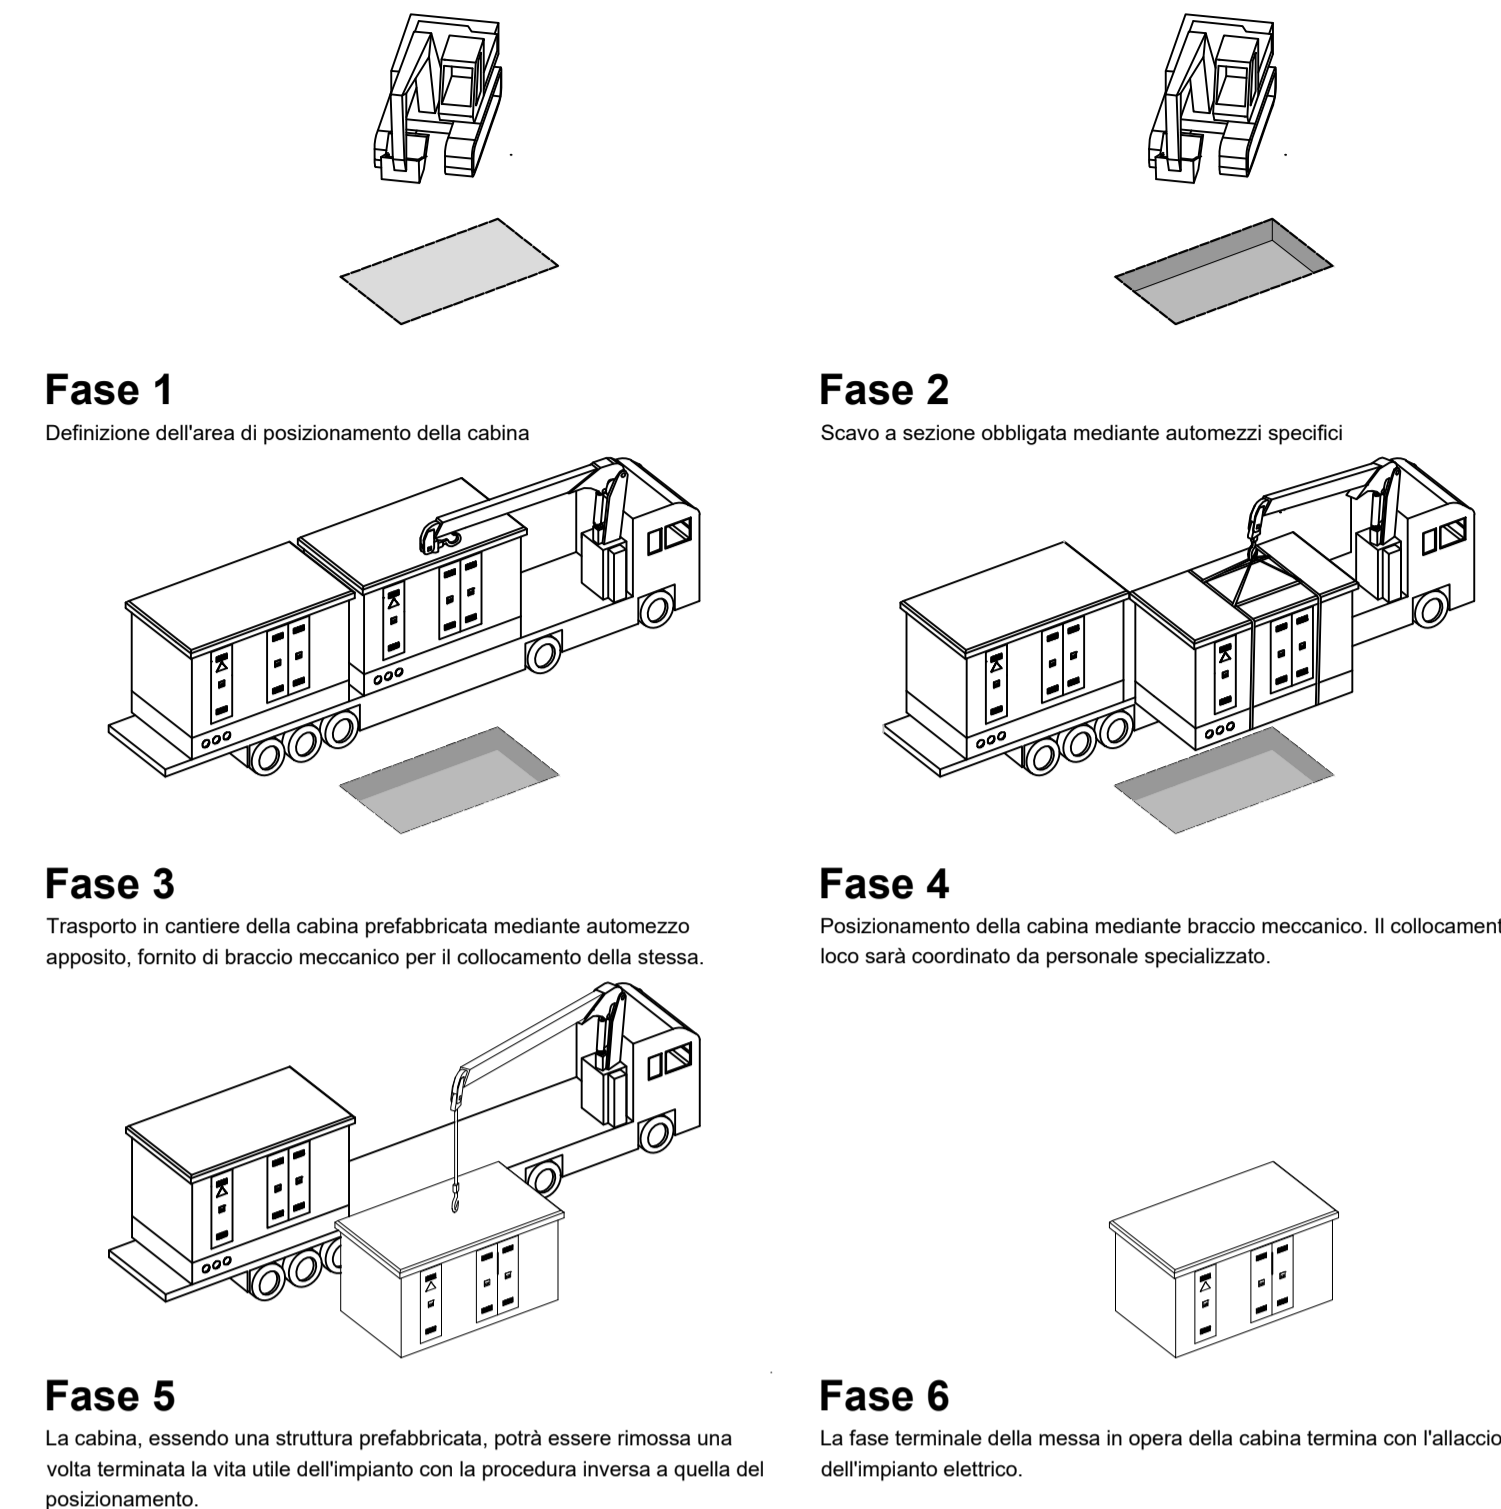 Fase 1
Definizione dell'area di posizionamento della cabina
Fase 2
Scavo a sezione obbligata mediante automezzi specifici
Fase 3
Trasporto in cantiere della cabina prefabbricata mediante automezzo
apposito, fornito di braccio meccanico per il collocamento della stessa.
Fase 4
Posizionamento della cabina mediante braccio meccanico. Il collocament
loco sarà coordinato da personale specializzato.
Fase 5
La cabina, essendo una struttura prefabbricata, potrà essere rimossa una
volta terminata la vita utile dell'impianto con la procedura inversa a quella del
posizionamento.
Fase 6
La fase terminale della messa in opera della cabina termina con l'allaccio
dell'impianto elettrico.